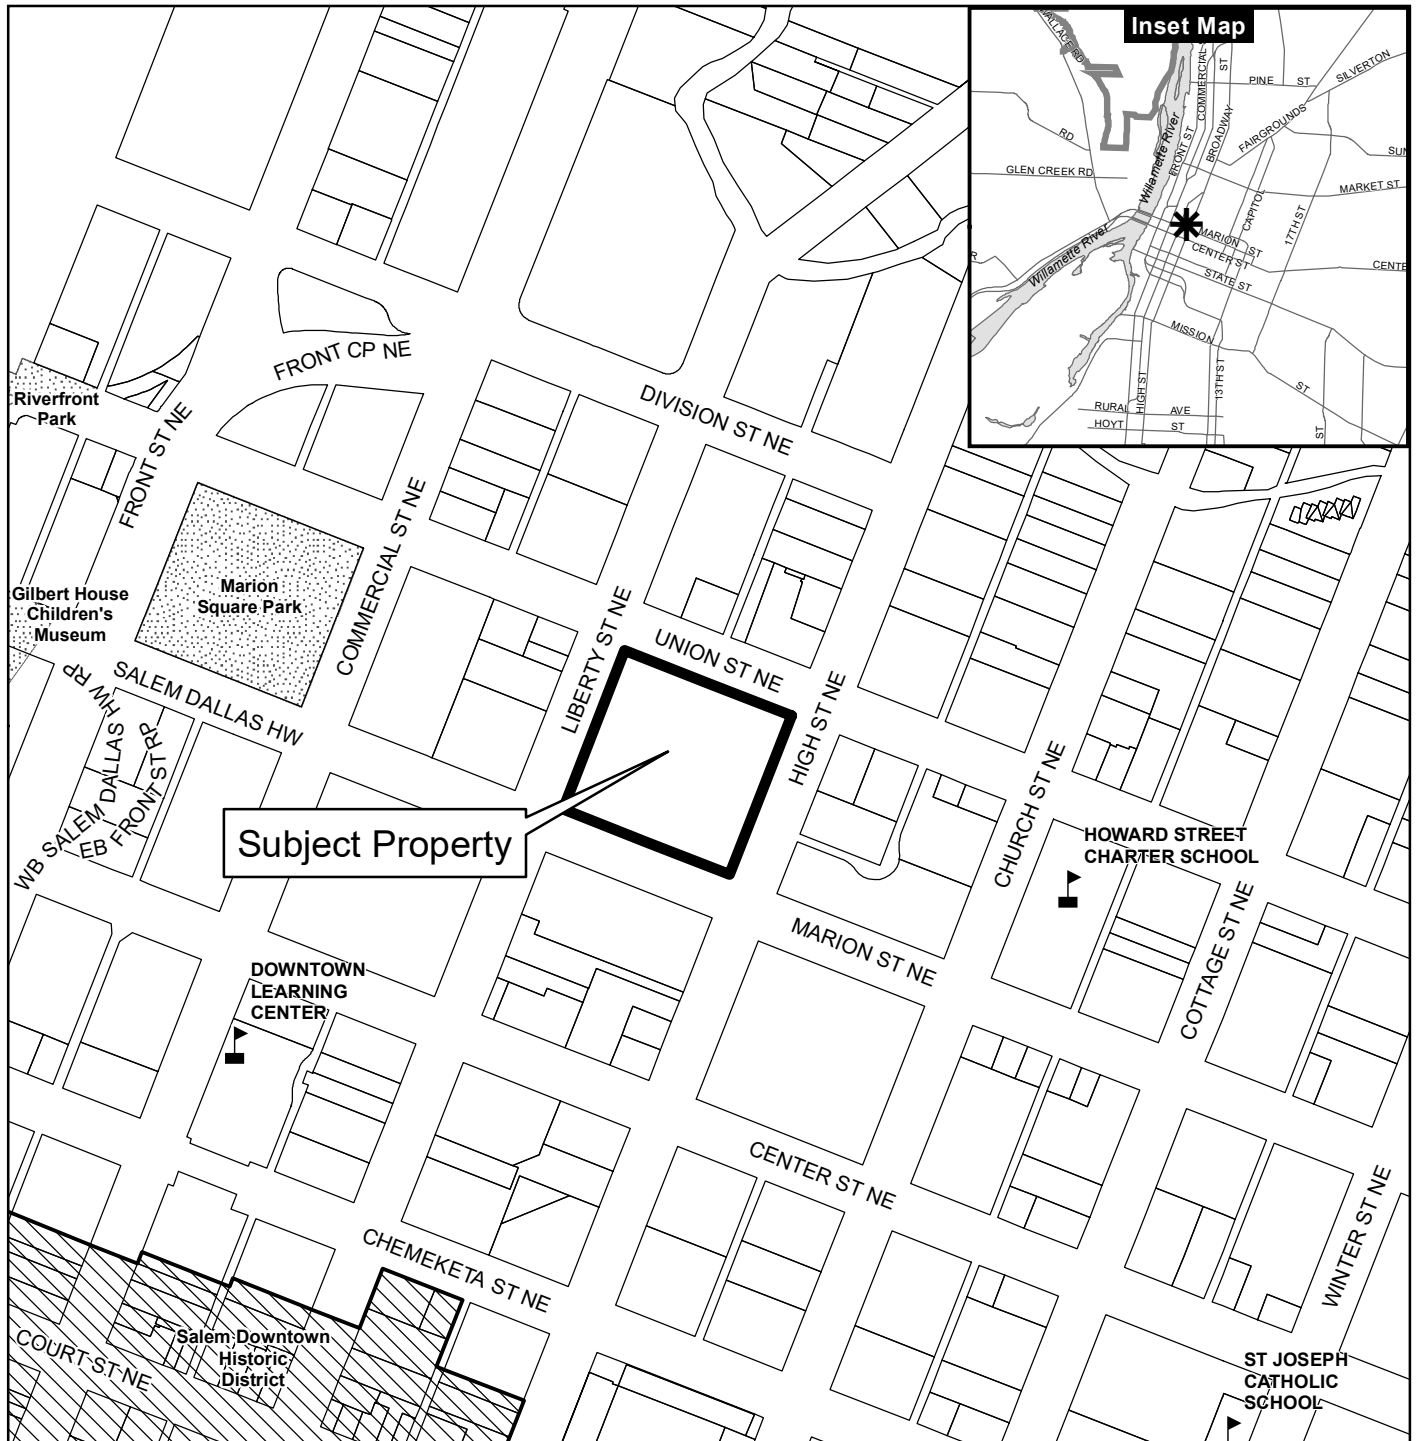 Inset Map
WALLACE RD
RD
GLEN CREEK RD
Willamette River
Willamette River
FRONT ST
COMMERCIAL
ST
BROADWAY
PINE ST
SILVERTON
FAIRGROUNDS
MARKET ST
CAPITOL
17TH ST
MARION ST
CENTER ST
STATE ST
MISSION
ST
HIGH ST
13TH ST
RURAL AVE
HOYT ST
ST
Riverfront
Park
FRONT CP NE
FRONT ST NE
DIVISION ST NE
COMMERCIAL ST NE
Marion
Square Park
Gilbert House
Children's
Museum
LIBERTY ST NE
UNION ST NE
HIGH ST NE
SALEM DALLAS HW
WB SALEM DALLAS HW RP
EB FRONT ST RP
Subject Property
CHURCH ST NE
HOWARD STREET
CHARTER SCHOOL
MARION ST NE
COTTAGE ST NE
DOWNTOWN
LEARNING
CENTER
CENTER ST NE
WINTER ST NE
CHEMEKETA ST NE
COURT ST NE
Salem Downtown
Historic
District
ST JOSEPH
CATHOLIC
SCHOOL